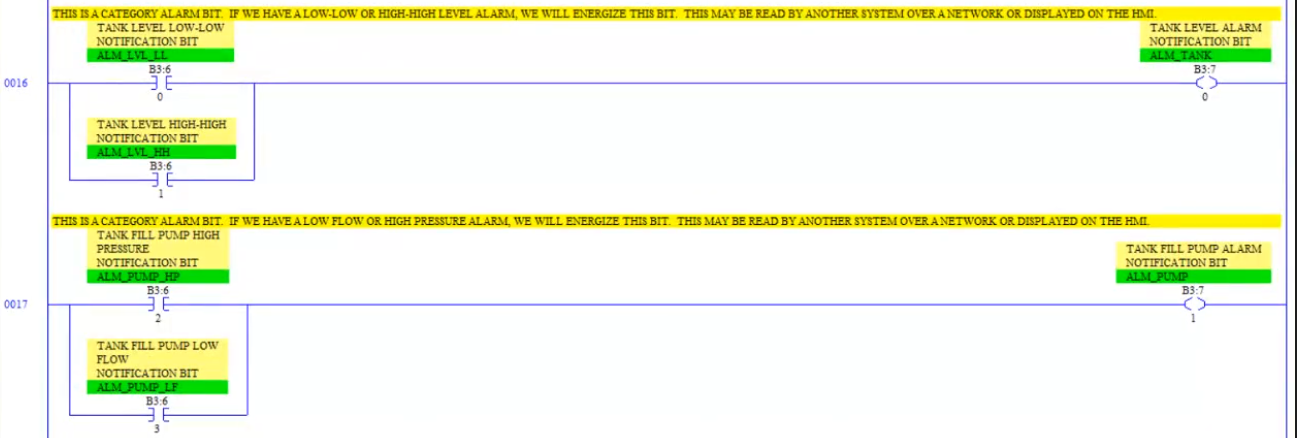 THIS IS A CATEGORY ALARM BIT. IF WE HAVE A LOW-LOW OR HIGH-HIGH LEVEL ALARM, WE WILL ENERGIZE THIS BIT. THIS MAY BE READ BY ANOTHER SYSTEM OVER A NETWORK OR DISPLAYED ON THE HMI.
TANK LEVEL LOW-LOW
NOTIFICATION BIT
ALM_LVL_LL
B3:6
0
TANK LEVEL ALARM
NOTIFICATION BIT
ALM_TANK
B3:7
0
0016
TANK LEVEL HIGH-HIGH
NOTIFICATION BIT
ALM_LVL_HH
B3:6
1
THIS IS A CATEGORY ALARM BIT. IF WE HAVE A LOW FLOW OR HIGH PRESSURE ALARM, WE WILL ENERGIZE THIS BIT. THIS MAY BE READ BY ANOTHER SYSTEM OVER A NETWORK OR DISPLAYED ON THE HMI.
TANK FILL PUMP HIGH
PRESSURE
NOTIFICATION BIT
ALM_PUMP_HP
B3:6
2
TANK FILL PUMP ALARM
NOTIFICATION BIT
ALM_PUMP
B3:7
1
0017
TANK FILL PUMP LOW
FLOW
NOTIFICATION BIT
ALM_PUMP_LF
B3:6
3